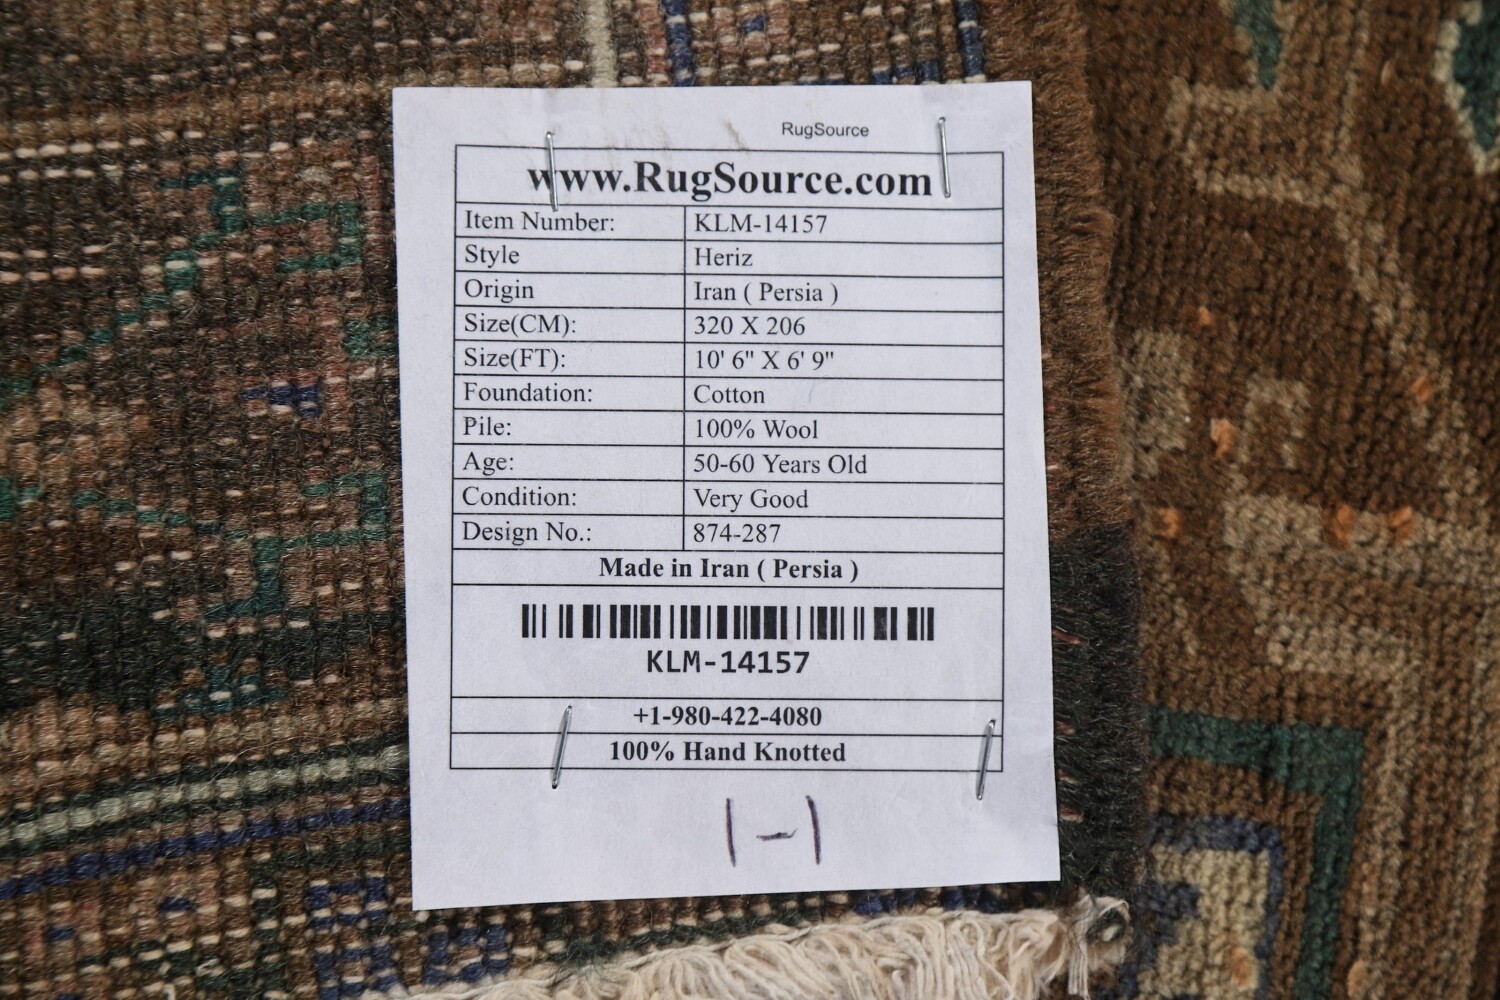 RugSource
www.RugSource.com
Item Number: KLM-14157
Style Heriz
Origin Iran ( Persia )
Size(CM): 320 X 206
Size(FT): 10' 6" X 6' 9"
Foundation: Cotton
Pile: 100% Wool
Age: 50-60 Years Old
Condition: Very Good
Design No.: 874-287
Made in Iran ( Persia )
KLM-14157
+1-980-422-4080
100% Hand Knotted
1-1